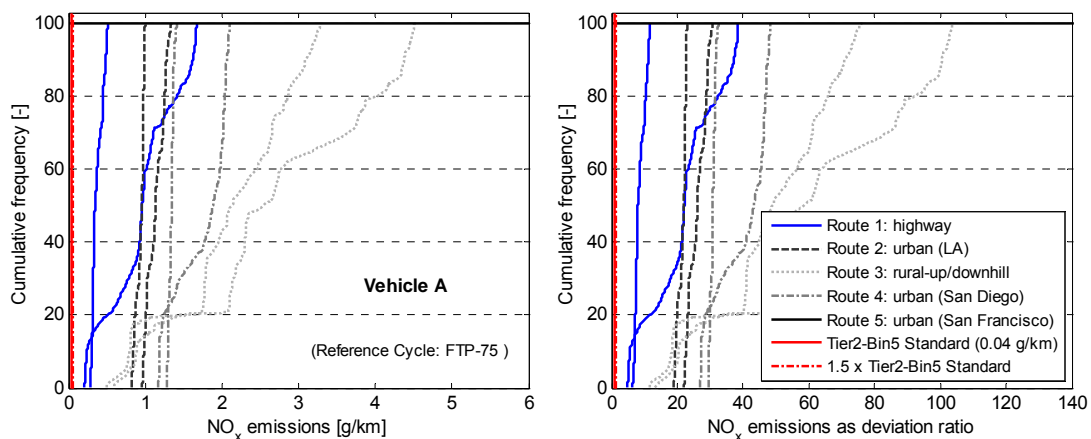 100
80
60
40
20
0
Cumulative frequency [-]
Vehicle A
(Reference Cycle: FTP-75 )
0 1 2 3 4 5 6
NOx emissions [g/km]
100
80
60
40
20
0
Cumulative frequency [-]
Route 1: highway
Route 2: urban (LA)
Route 3: rural-up/downhill
Route 4: urban (San Diego)
Route 5: urban (San Francisco)
Tier2-Bin5 Standard (0.04 g/km)
1.5 x Tier2-Bin5 Standard
0 20 40 60 80 100 120 140
NOx emissions as deviation ratio